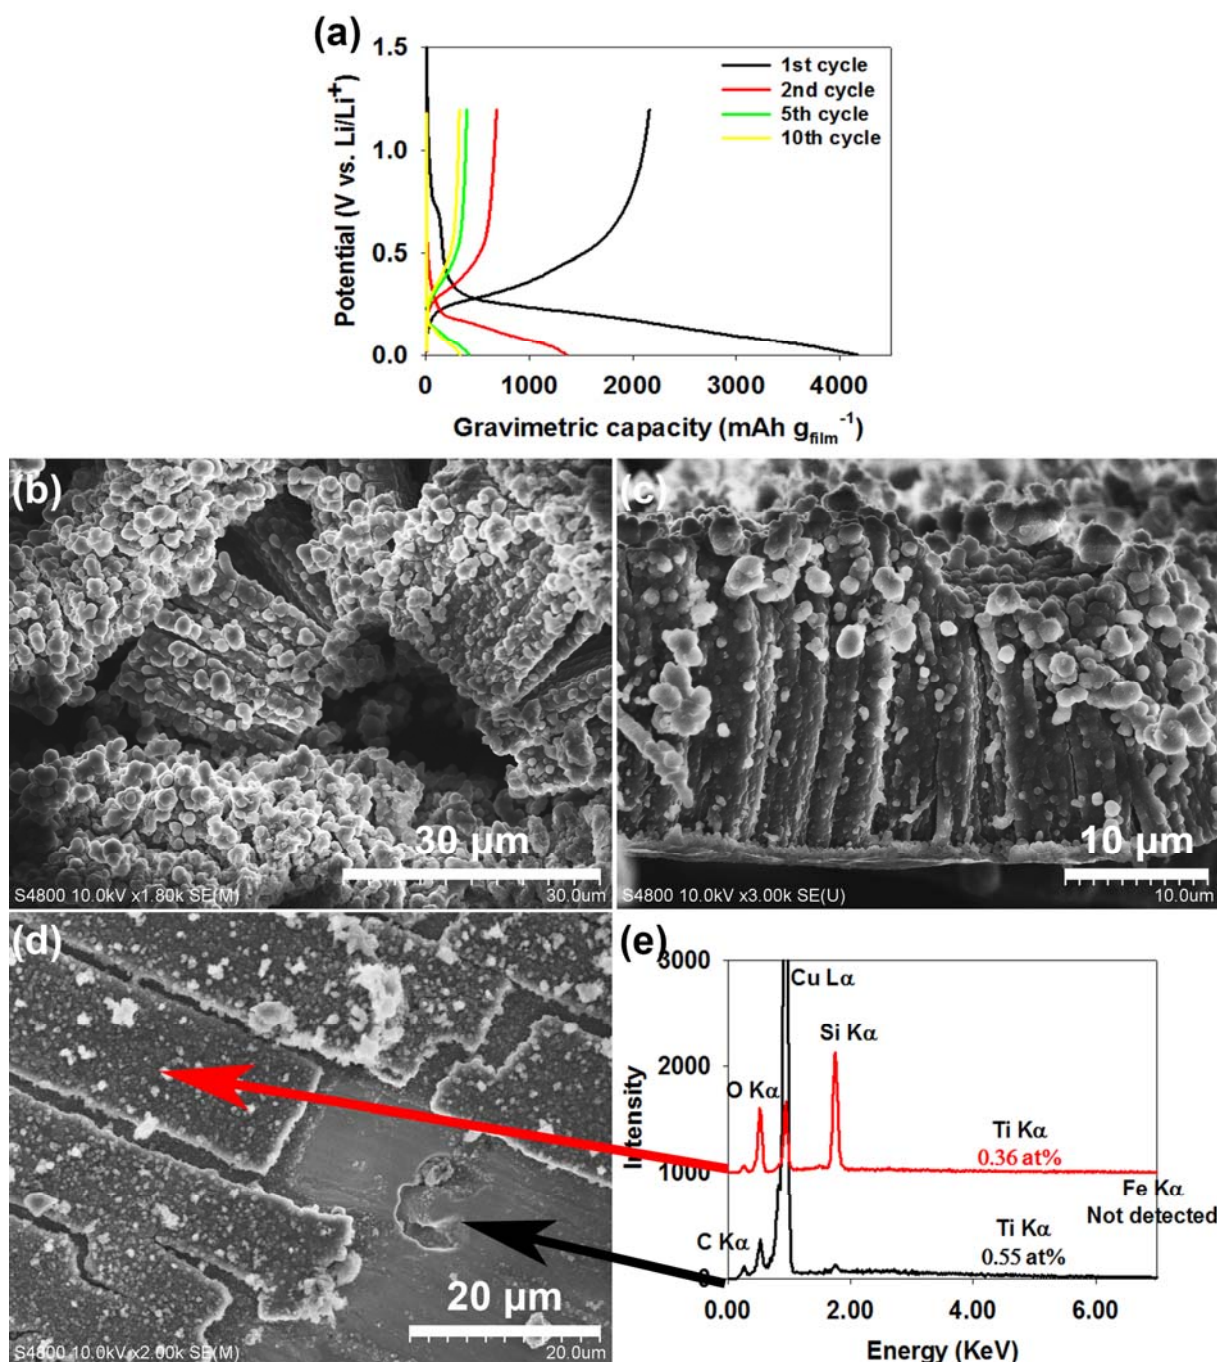 (a)
1.5
1.0
0.5
0.0
Potential (V vs. Li/Li⁺)
1st cycle
2nd cycle
5th cycle
10th cycle
0 1000 2000 3000 4000
Gravimetric capacity (mAh g_film⁻¹)
(b)
30 µm
S4800 10.0kV x1.80k SE(M) 30.0um
(c)
10 µm
S4800 10.0kV x3.00k SE(U) 10.0um
(d)
20 µm
S4800 10.0kV x2.00k SE(M) 20.0um
(e)
3000
2000
1000
0
Intensity
Cu Lα
Si Kα
O Kα
Ti Kα
0.36 at%
Fe Kα
Not detected
C Kα
Ti Kα
0.55 at%
0.00 2.00 4.00 6.00
Energy (KeV)